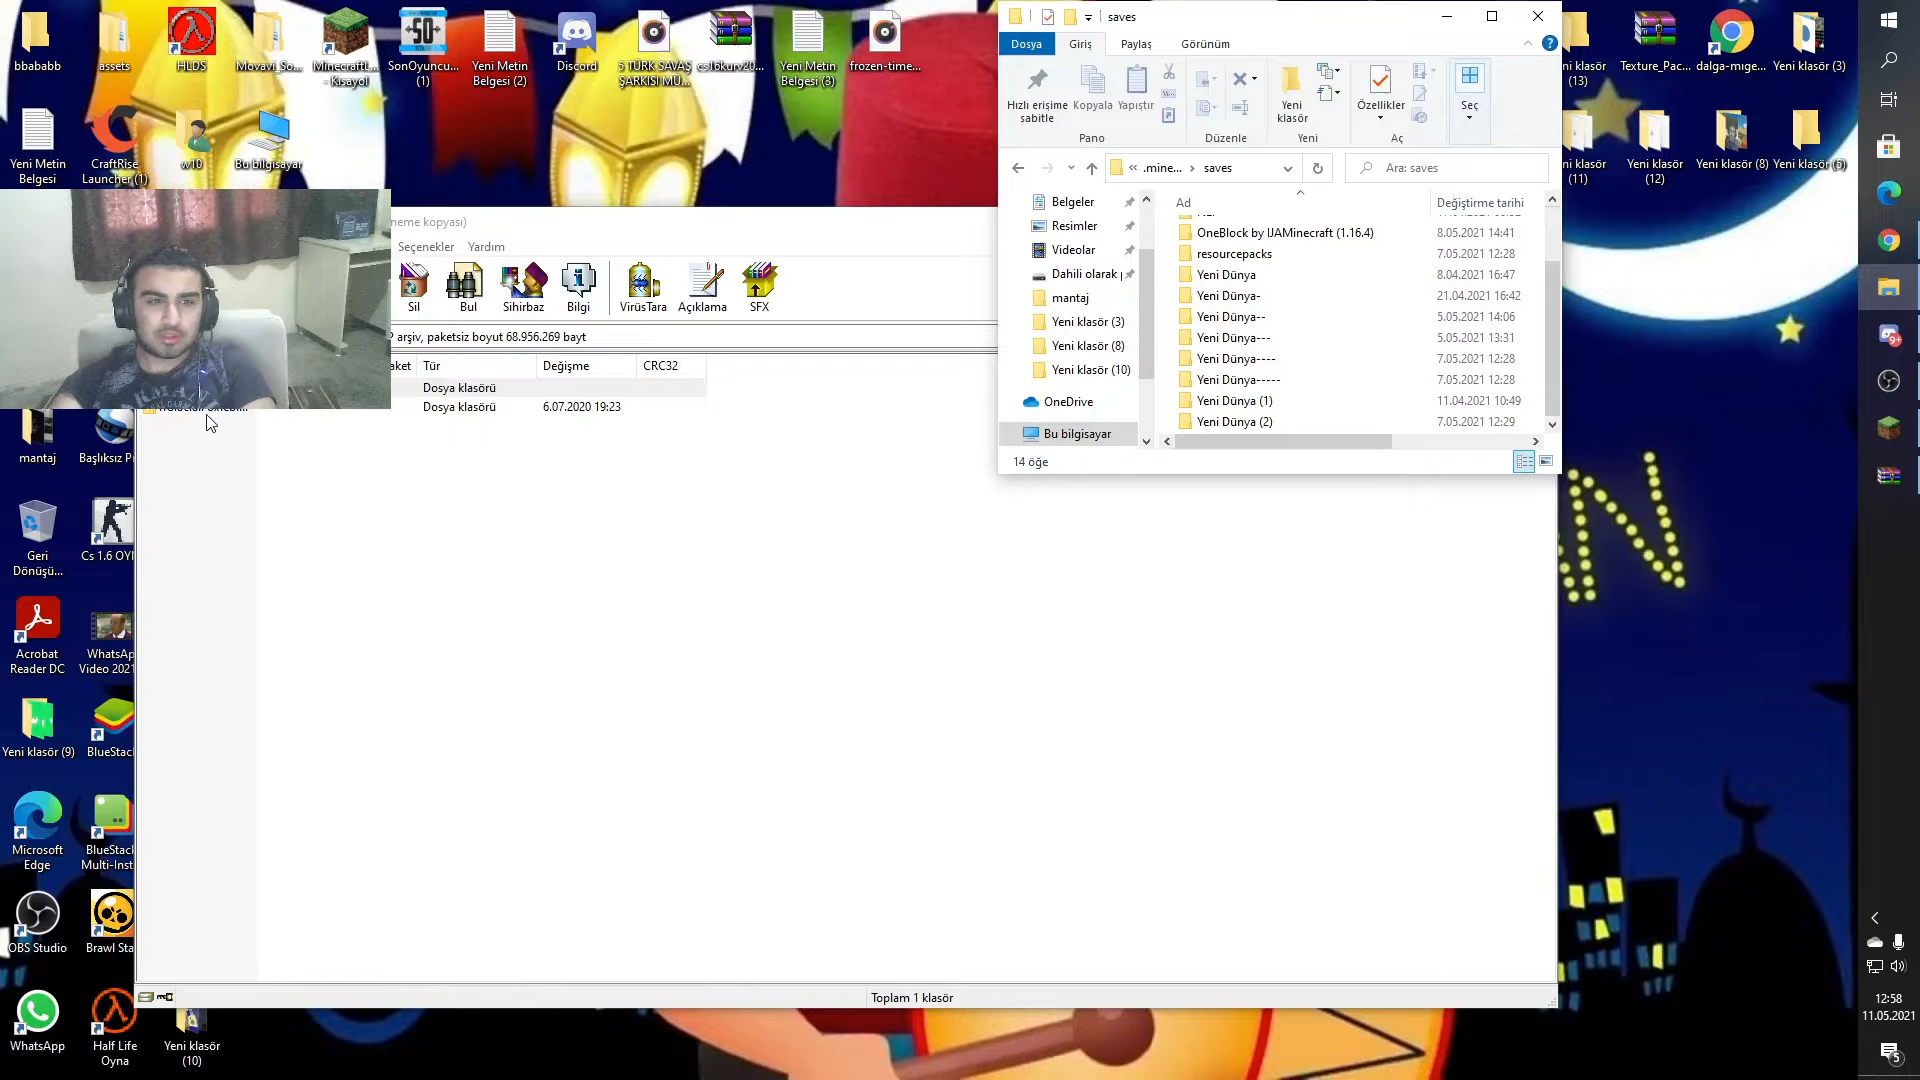 bbababb
assets
HLDS
Movavi_So...
MinecraftL...
- Kısayol
SonOyuncu...
(1)
Yeni Metin
Belgesi (2)
Discord
5 TÜRK SAVAŞ
ŞARKISI MÜ...
cs16kurv20...
Yeni Metin
Belgesi (3)
frozen-time...
Yeni Metin
Belgesi
CraftRise
Launcher (1)
w10
Bu bilgisayar
saves
Dosya
Giriş
Paylaş
Görünüm
Hızlı erişime
sabitle
Kopyala
Yapıştır
Yeni
klasör
Özellikler
Seç
Pano
Düzenle
Yeni
Aç
.mine...
saves
Ara: saves
Belgeler
Resimler
Videolar
Dahili olarak
mantaj
Yeni klasör (3)
Yeni klasör (8)
Yeni klasör (10)
OneDrive
Bu bilgisayar
Ad
Değiştirme tarihi
OneBlock by IJAMinecraft (1.16.4)
8.05.2021 14:41
resourcepacks
7.05.2021 12:28
Yeni Dünya
8.04.2021 16:47
Yeni Dünya-
21.04.2021 16:42
Yeni Dünya--
5.05.2021 14:06
Yeni Dünya---
5.05.2021 13:31
Yeni Dünya----
7.05.2021 12:28
Yeni Dünya-----
7.05.2021 12:28
Yeni Dünya (1)
11.04.2021 10:49
Yeni Dünya (2)
7.05.2021 12:29
14 öğe
ni klasör
(13)
Texture_Pac...
dalga-mıge...
Yeni klasör (3)
ni klasör
(11)
Yeni klasör
(12)
Yeni klasör (8)
Yeni klasör (5)
neme kopyası)
Seçenekler
Yardım
Sil
Bul
Sihirbaz
Bilgi
VirüsTara
Açıklama
SFX
arşiv, paketsiz boyut 68.956.269 bayt
aket
Tür
Değişme
CRC32
Dosya klasörü
Dosya klasörü
6.07.2020 19:23
Toplam 1 klasör
mantaj
Başlıksız Pr
Geri
Dönüşü...
Cs 1.6 OYN
Acrobat
Reader DC
WhatsAp
Video 2021
Yeni klasör (9)
BlueStac
Microsoft
Edge
BlueStac
Multi-Inst
OBS Studio
Brawl Sta
WhatsApp
Half Life
Oyna
Yeni klasör
(10)
9+
12:58
11.05.2021
5